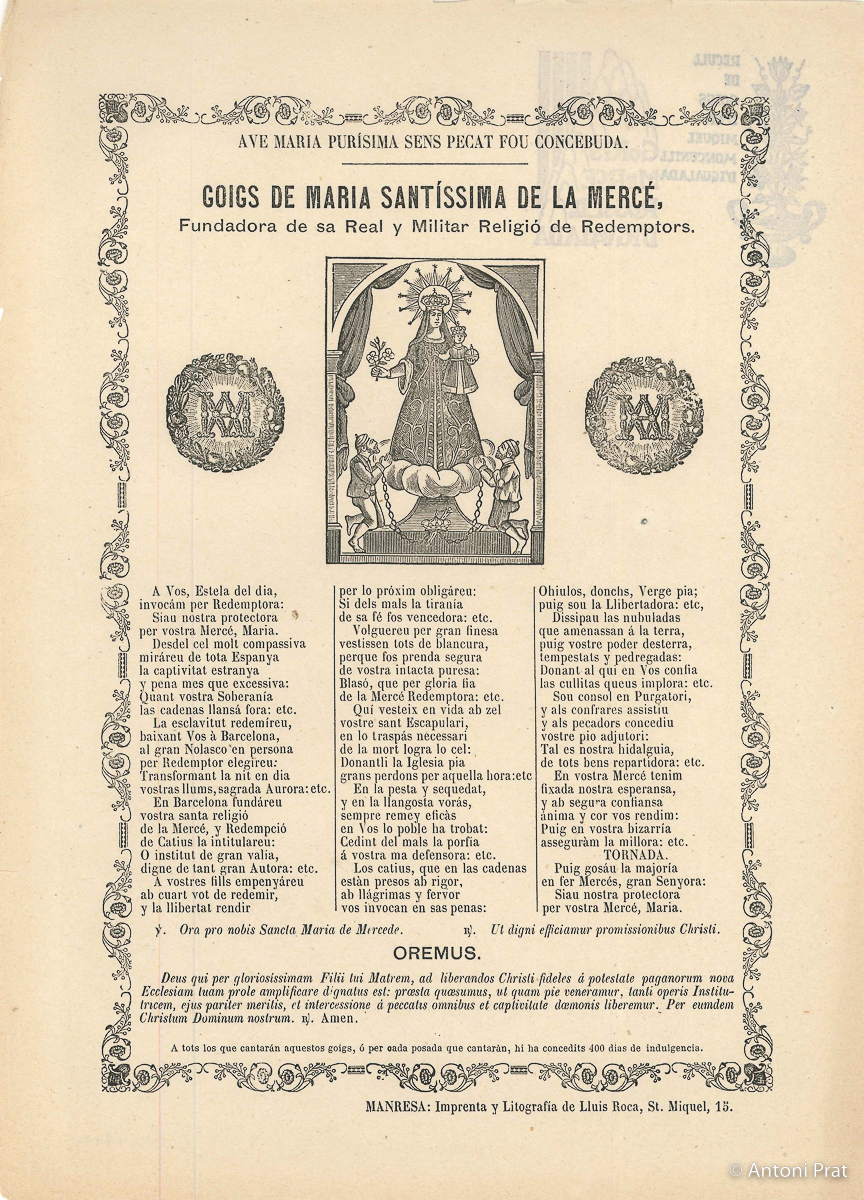 AVE MARIA PURÍSIMA SENS PECAT FOU CONCEBUDA.
GOIGS DE MARIA SANTÍSSIMA DE LA MERCÉ,
Fundadora de sa Real y Militar Religió de Redemptors.
A Vos, Estela del dia,
invocám per Redemptora:
Siau nostra protectora
per vostra Mercé, Maria.
Desdel cel molt compassiva
miráreu de tota Espanya
la captivitat estranya
y pena mes que excessiva:
Quant vostra Soberanía
las cadenas llansá fora: etc.
La esclavitut redemíreu,
baixant Vos à Barcelona,
al gran Nolasco en persona
per Redemptor elegireu:
Transformant la nit en dia
vostras llums, sagrada Aurora: etc.
En Barcelona fundáreu
vostra santa religió
de la Mercé, y Redempció
de Catius la intitulareu:
O institut de gran valía,
digne de tant gran Autora: etc.
A vostres fills empenyáreu
ab cuart vot de redemir,
y la llibertat rendir
per lo próxim obligáreu:
Si dels mals la tiranía
de sa fé fos vencedora: etc.
Volguereu per gran finesa
vestissen tots de blancura,
perque fos prenda segura
de vostra intacta puresa:
Blasó, que per gloria fia
de la Mercé Redemptora: etc.
Quí vesteix en vida ab zel
vostre sant Escapulari,
en lo traspás necessari
de la mort logra lo cel:
Donantli la Iglesia pia
grans perdons per aquella hora:etc
En la pesta y sequedat,
y en la llangosta vorás,
sempre remey eficàs
en Vos lo poble ha trobat:
Cedint del mals la porfia
á vostra ma defensora: etc.
Los catius, que en las cadenas
estàn presos ab rigor,
ab llágrimas y fervor
vos invocan en sas penas:
Ohiulos, donchs, Verge pia;
puig sou la Llibertadora: etc,
Dissipau las nubuladas
que amenassan á la terra,
puig vostre poder desterra,
tempestats y pedregadas:
Donant al qui en Vos confia
las cullitas queus implora: etc.
Sou consol en Purgatori,
y als confrares assistiu
y als pecadors concediu
vostre pio adjutori:
Tal es nostra hidalguia,
de tots bens repartidora: etc.
En vostra Mercé tenim
fixada nostra esperansa,
y ab segura confiansa
ánima y cor vos rendim:
Puig en vostra bizarría
asseguràm la millora: etc.
TORNADA.
Puig gosáu la majoría
en fer Mercés, gran Senyora:
Siau nostra protectora
per vostra Mercé, Maria.
℣. Ora pro nobis Sancta Maria de Mercede. ℟. Ut digni efficiamur promissionibus Christi.
OREMUS.
Deus qui per gloriosissimam Filii tui Matrem, ad liberandos Christi fideles á potestate paganorum nova
Ecclesiam tuam prole amplificare dignatus est: præsta quæsumus, ut quam pie veneramur, tanti operis Institu-
tricem, ejus pariter meritis, et intercessione á peccatis omnibus et captivitate dæmonis liberemur. Per eumdem
Christum Dominum nostrum. ℟. Amen.
A tots los que cantarán aquestos goigs, ó per cada posada que cantaràn, hi ha concedits 400 dias de indulgencia.
MANRESA: Imprenta y Litografía de Lluis Roca, St. Miquel, 15.
© Antoni Prat